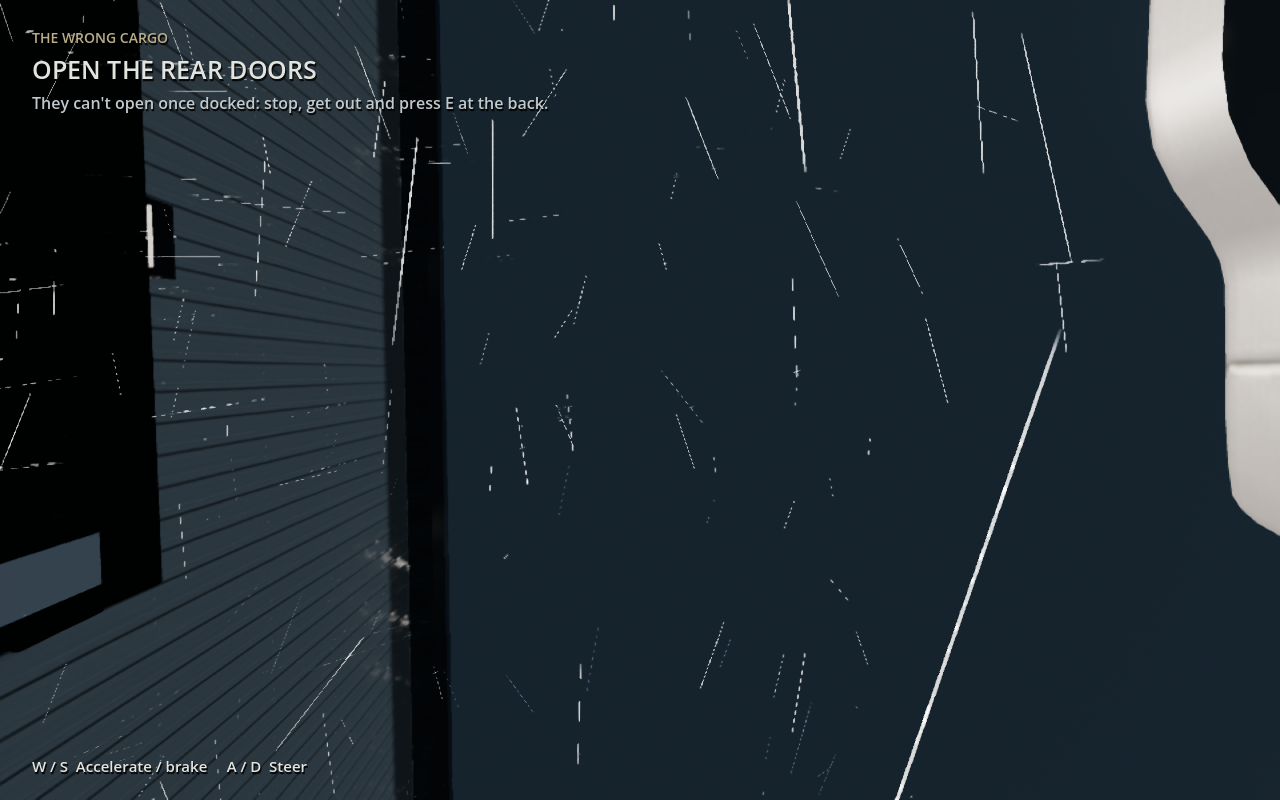 THE WRONG CARGO
OPEN THE REAR DOORS
They can't open once docked: stop, get out and press E at the back.
W / S Accelerate / brake A / D Steer